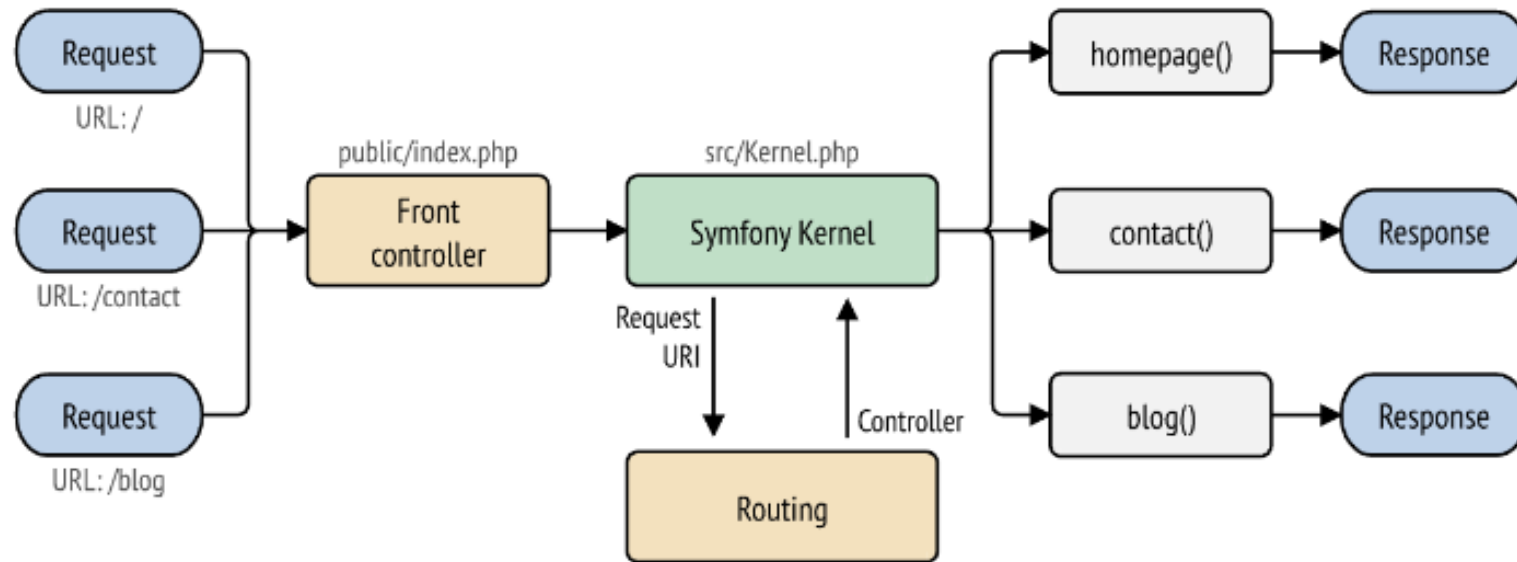 Request
URL: /
Request
URL: /contact
Request
URL: /blog
public/index.php
Front
controller
src/Kernel.php
Symfony Kernel
Request
URI
Controller
Routing
homepage()
Response
contact()
Response
blog()
Response